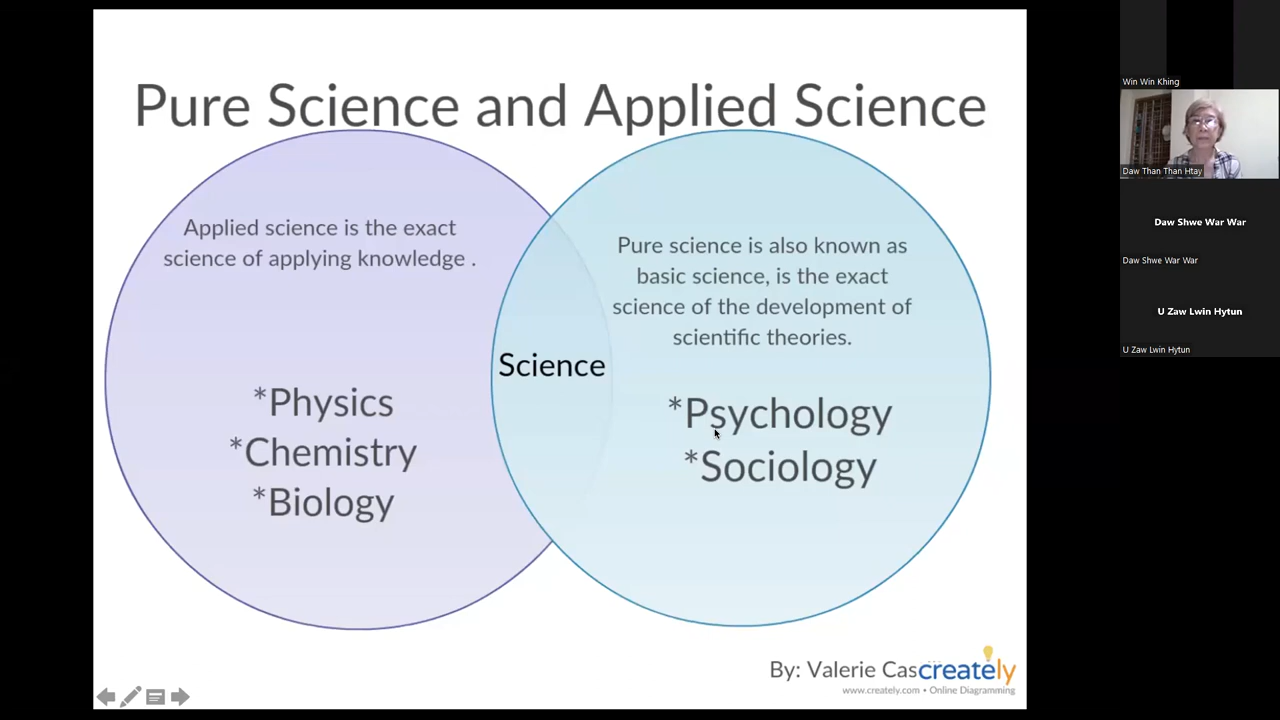 Pure Science and Applied Science
Applied science is the exact
science of applying knowledge .
*Physics
*Chemistry
*Biology
Science
Pure science is also known as
basic science, is the exact
science of the development of
scientific theories.
*Psychology
*Sociology
By: Valerie Cas
creately
www.creately.com • Online Diagramming
Win Win Khing
Daw Than Than Htay
Daw Shwe War War
Daw Shwe War War
U Zaw Lwin Hytun
U Zaw Lwin Hytun